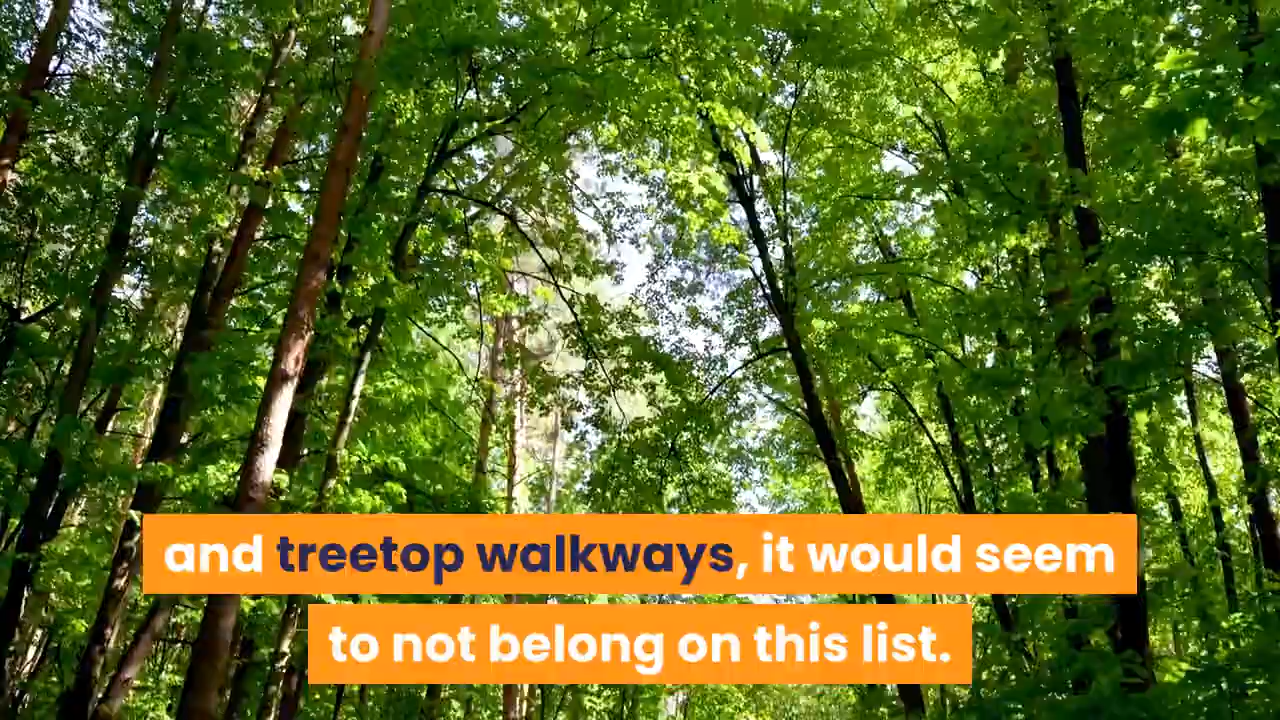 and treetop walkways, it would seem
to not belong on this list.